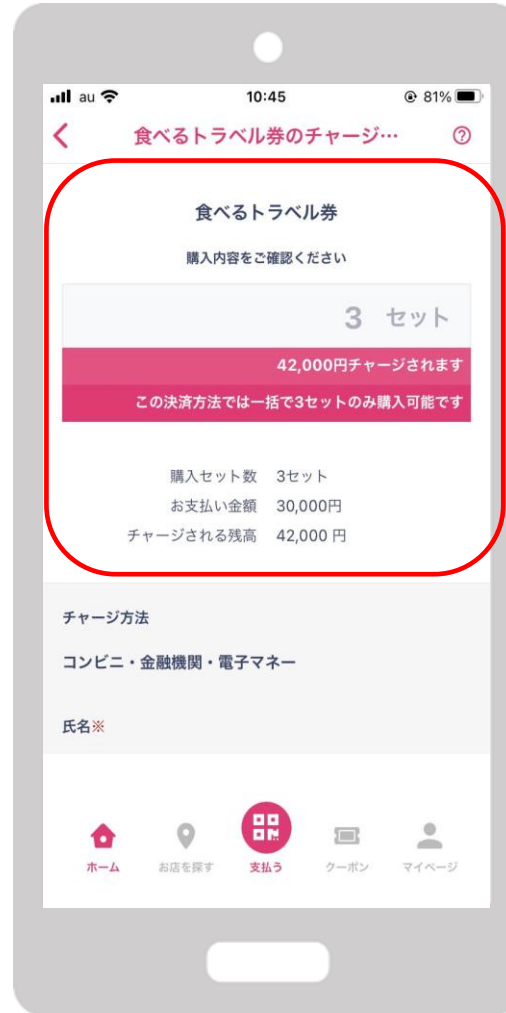 au 10:45 81%
食べるトラベル券のチャージ…
食べるトラベル券
購入内容をご確認ください
3 セット
42,000円チャージされます
この決済方法では一括で3セットのみ購入可能です
購入セット数 3セット
お支払い金額 30,000円
チャージされる残高 42,000 円
チャージ方法
コンビニ・金融機関・電子マネー
氏名※
ホーム お店を探す 支払う クーポン マイページ